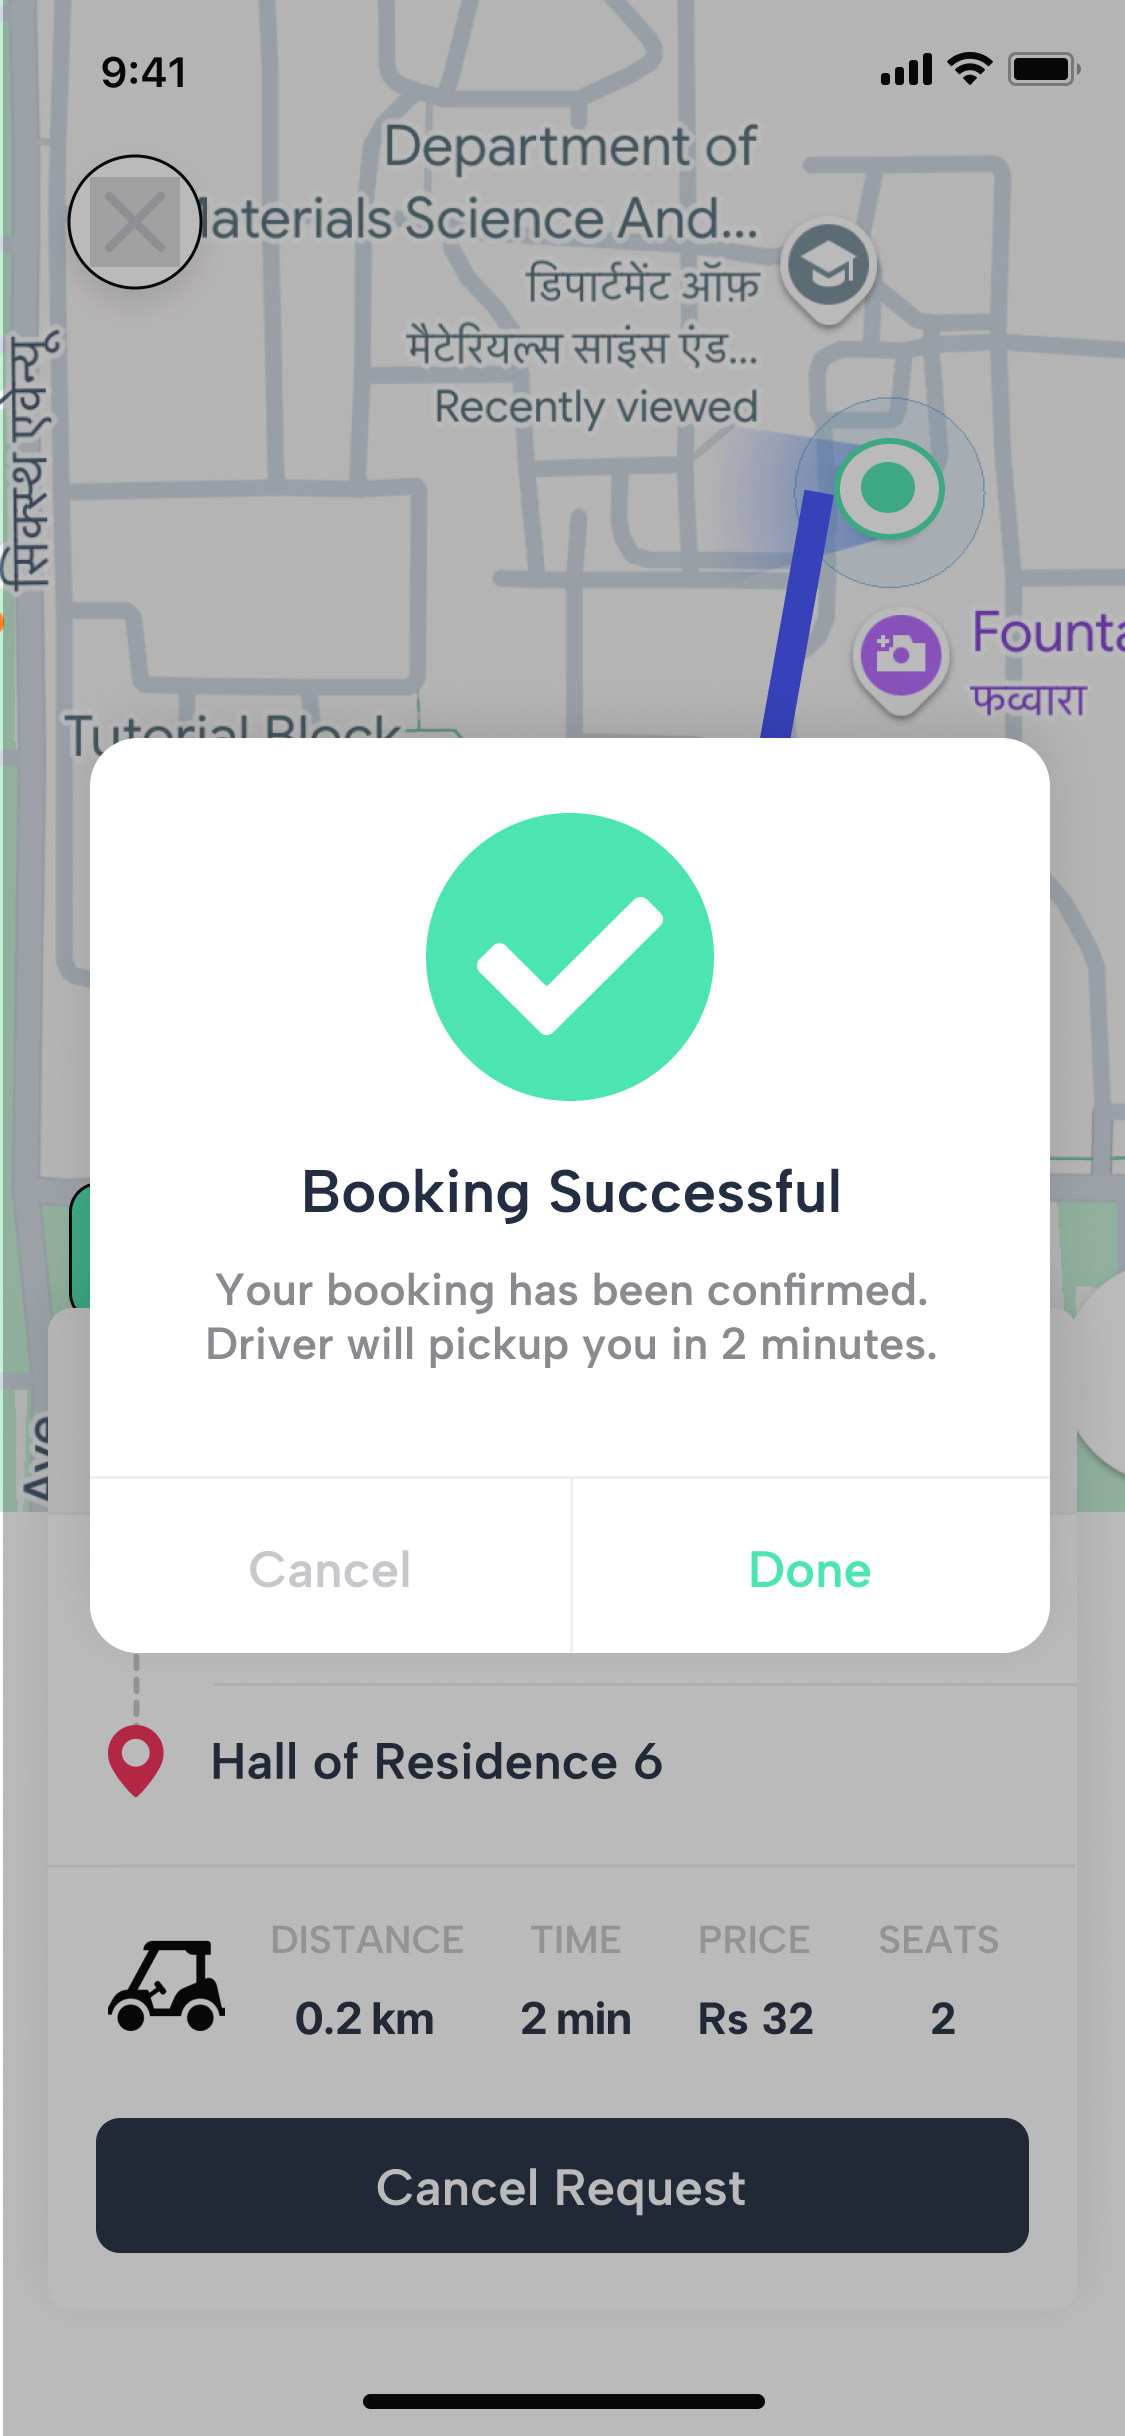 9:41
Department of
Materials Science And...
डिपार्टमेंट ऑफ़
मैटेरियल्स साइंस एंड...
Recently viewed
सिक्स्थ एवेन्यू
Founta
फव्वारा
Tutorial Block
Booking Successful
Your booking has been confirmed.
Driver will pickup you in 2 minutes.
Ave
Cancel
Done
Hall of Residence 6
DISTANCE TIME PRICE SEATS
0.2 km 2 min Rs 32 2
Cancel Request